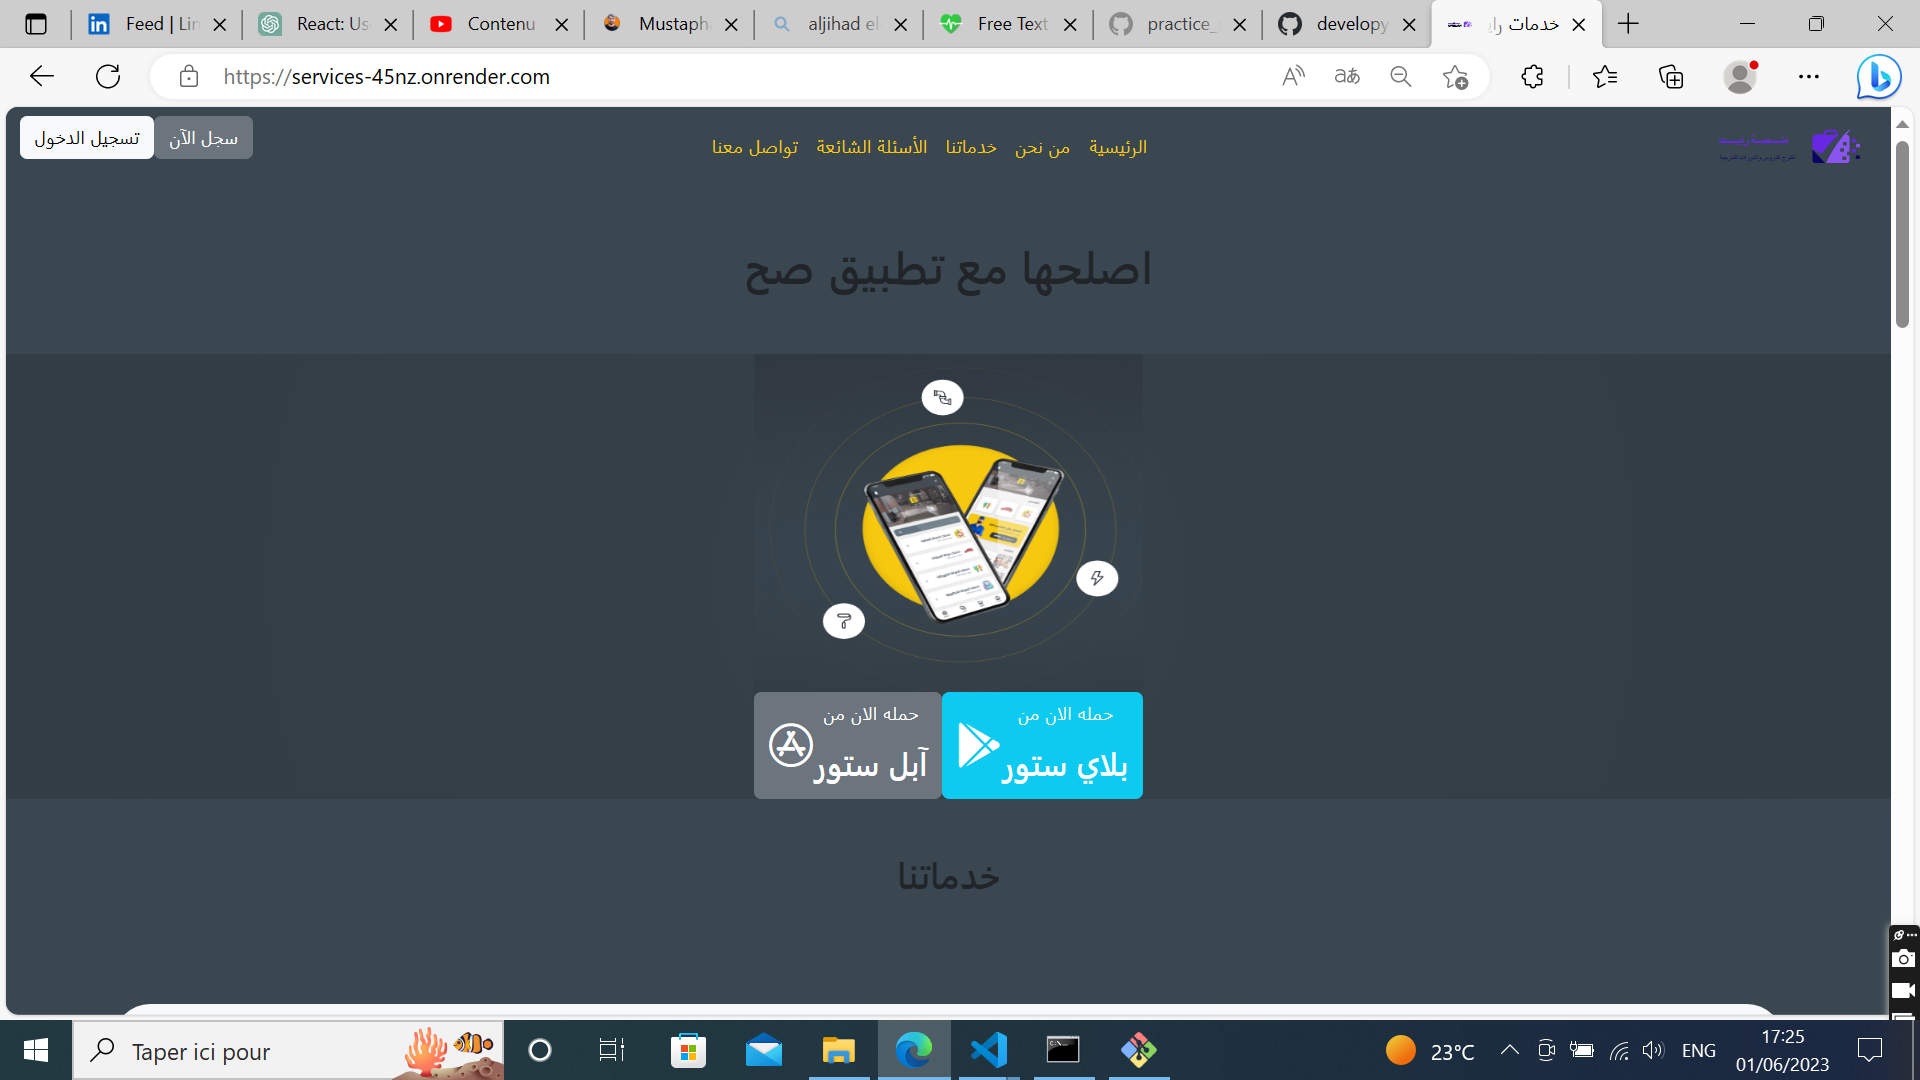 Feed | Lin
React: Us
Contenu
Mustaph
aljihad el
Free Text
practice_
develop
خدمات راي
https://services-45nz.onrender.com
الرئيسية
من نحن
خدماتنا
الأسئلة الشائعة
تواصل معنا
سجل الآن
تسجيل الدخول
اصلحها مع تطبيق صح
حمله الان من
بلاي ستور
حمله الان من
آبل ستور
خدماتنا
Taper ici pour
23°C
ENG
17:25
01/06/2023